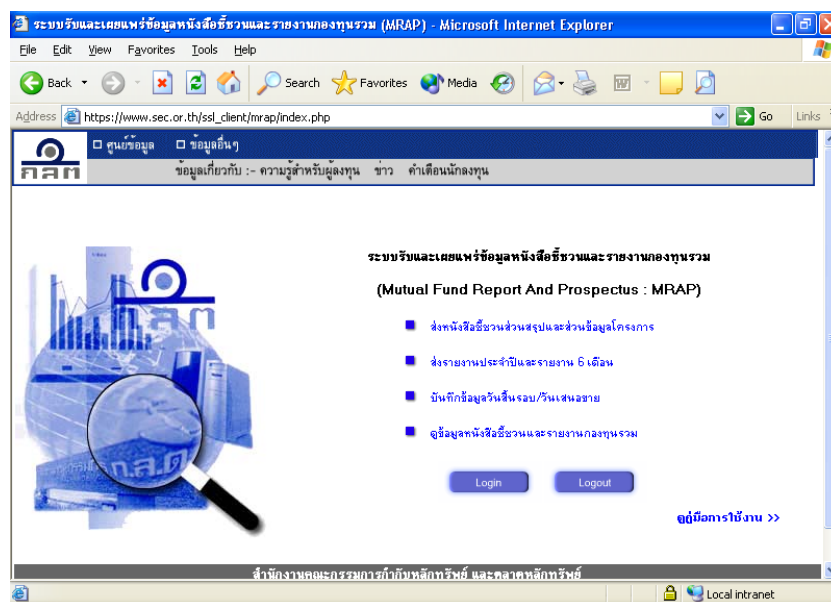 ระบบรับและเผยแพร่ข้อมูลหนังสือชี้ชวนและรายงานกองทุนรวม (MRAP) - Microsoft Internet Explorer
File Edit View Favorites Tools Help
Back Search Favorites Media
Address https://www.sec.or.th/ssl_client/mrap/index.php Go Links
ศูนย์ข้อมูล ข้อมูลอื่นๆ
กลต ข้อมูลเกี่ยวกับ :- ความรู้สำหรับผู้ลงทุน ข่าว คำเตือนนักลงทุน
ระบบรับและเผยแพร่ข้อมูลหนังสือชี้ชวนและรายงานกองทุนรวม
(Mutual Fund Report And Prospectus : MRAP)
กลต
ส่งหนังสือชี้ชวนส่วนสรุปและส่วนข้อมูลโครงการ
ส่งรายงานประจำปีและรายงาน 6 เดือน
บันทึกข้อมูลวันสิ้นรอบ/วันเสนอขาย
ดูข้อมูลหนังสือชี้ชวนและรายงานกองทุนรวม
ก.ล.ต
Login Logout
ดูคู่มือการใช้งาน >>
สำนักงานคณะกรรมการกำกับหลักทรัพย์ และตลาดหลักทรัพย์
Local intranet